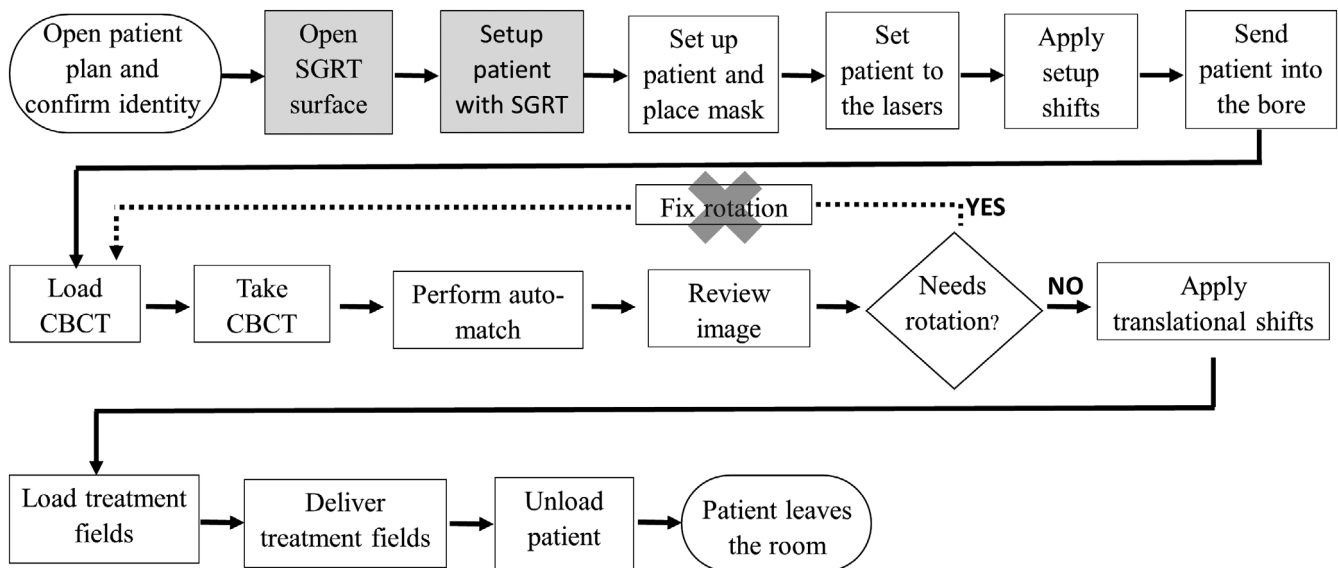 Open patient
plan and
confirm identity
Open
SGRT
surface
Setup
patient
with SGRT
Set up
patient and
place mask
Set
patient to
the lasers
Apply
setup
shifts
Send
patient into
the bore
Fix rotation
YES
Load
CBCT
Take
CBCT
Perform auto-
match
Review
image
Needs
rotation?
NO
Apply
translational shifts
Load treatment
fields
Deliver
treatment fields
Unload
patient
Patient leaves
the room